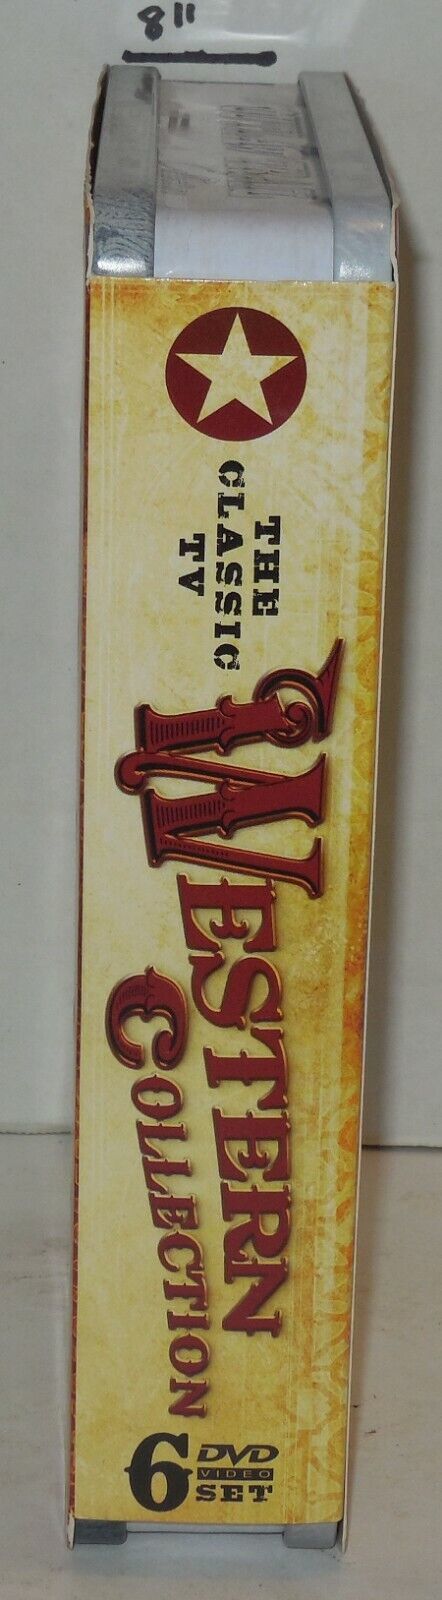 8"
THE
CLASSIC
TV
WESTERN
COLLECTION
6
DVD
VIDEO
SET